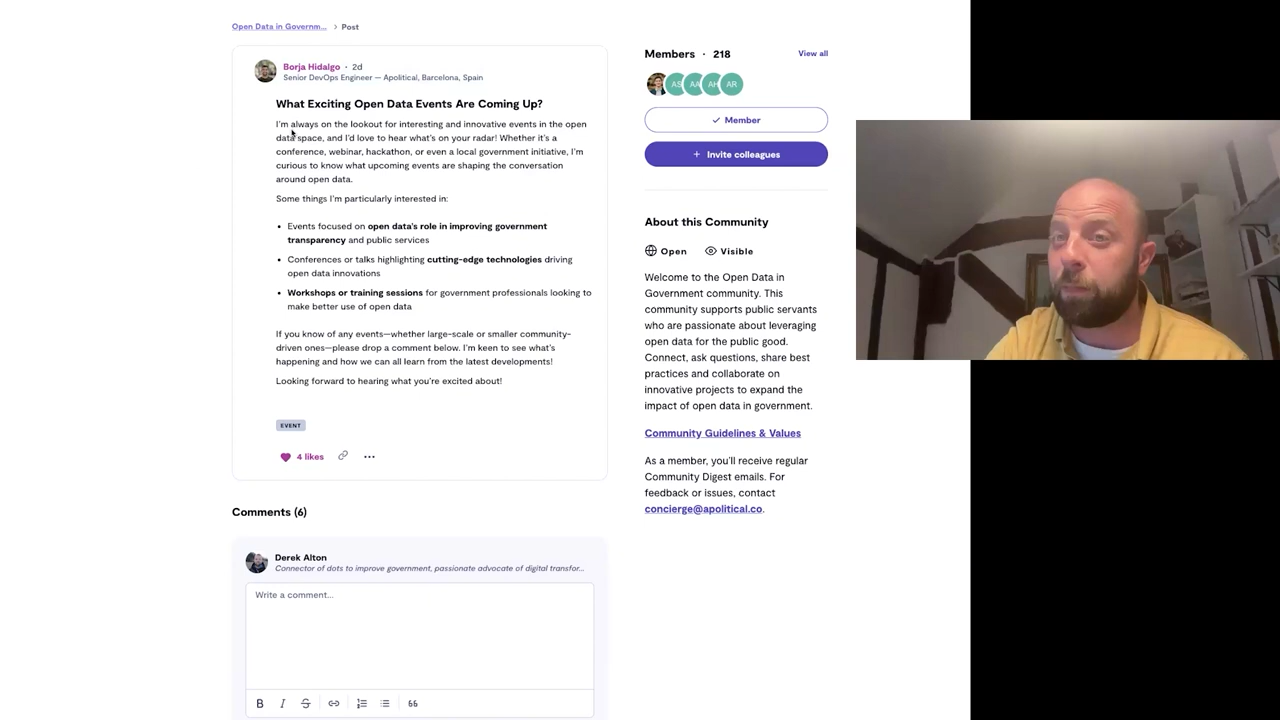 Open Data in Governm... > Post
Borja Hidalgo · 2d
Senior DevOps Engineer — Apolitical, Barcelona, Spain
What Exciting Open Data Events Are Coming Up?
I'm always on the lookout for interesting and innovative events in the open
data space, and I'd love to hear what's on your radar! Whether it's a
conference, webinar, hackathon, or even a local government initiative, I'm
curious to know what upcoming events are shaping the conversation
around open data.
Some things I'm particularly interested in:
• Events focused on open data's role in improving government
transparency and public services
• Conferences or talks highlighting cutting-edge technologies driving
open data innovations
• Workshops or training sessions for government professionals looking to
make better use of open data
If you know of any events—whether large-scale or smaller community-
driven ones—please drop a comment below. I'm keen to see what's
happening and how we can all learn from the latest developments!
Looking forward to hearing what you're excited about!
EVENT
4 likes
Comments (6)
Derek Alton
Connector of dots to improve government, passionate advocate of digital transfor...
Write a comment...
B I S
Members · 218
View all
AS AA AH AR
Member
+ Invite colleagues
About this Community
Open Visible
Welcome to the Open Data in
Government community. This
community supports public servants
who are passionate about leveraging
open data for the public good.
Connect, ask questions, share best
practices and collaborate on
innovative projects to expand the
impact of open data in government.
Community Guidelines & Values
As a member, you'll receive regular
Community Digest emails. For
feedback or issues, contact
concierge@apolitical.co.